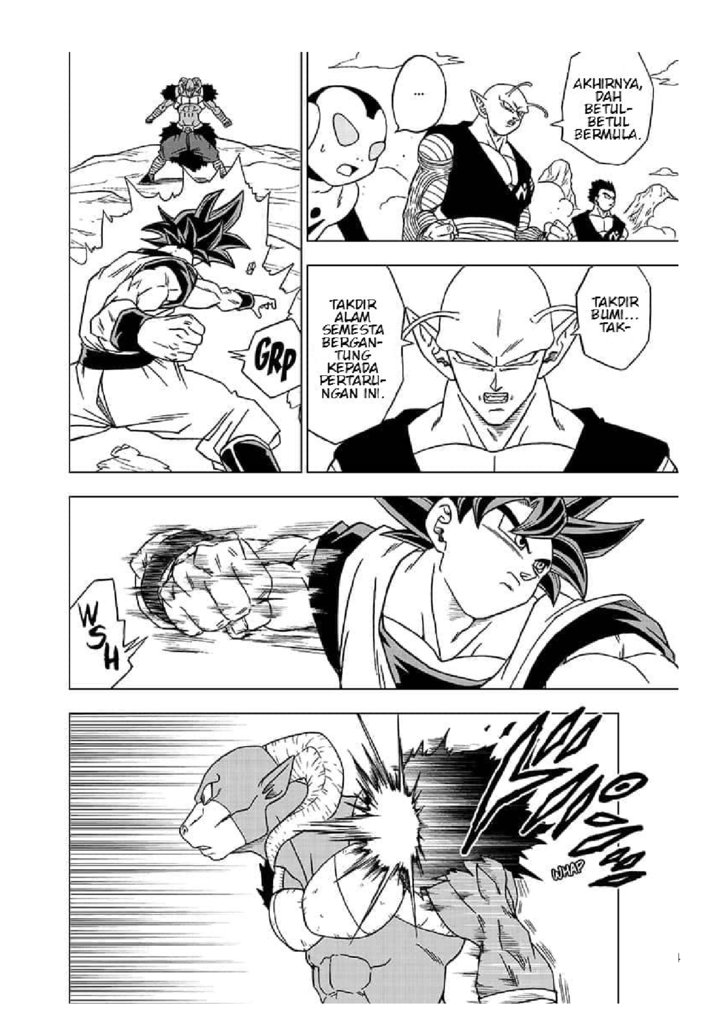 AKHIRNYA,
DAH
BETUL-
BETUL
BERMULA.
...
TAKDIR
BUMI...
TAK-
TAKDIR
ALAM
SEMESTA
BERGAN-
TUNG
KEPADA
PERTARU-
NGAN INI.
GRP
WSH
WHAP